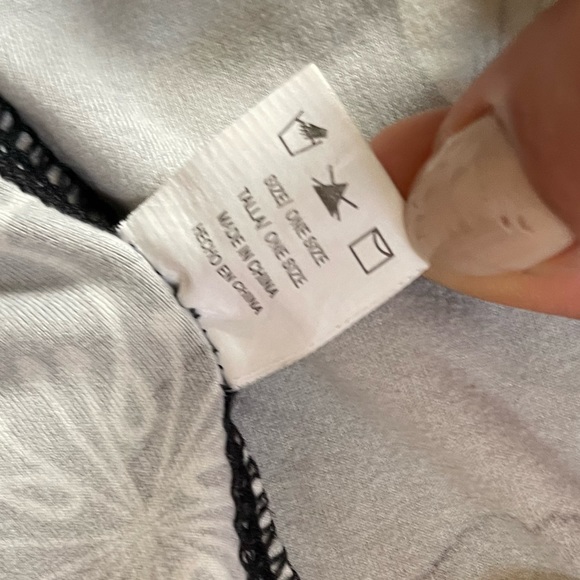 SIZE| ONE SIZE
TALLA| ONE SIZE
MADE IN CHINA
HECHO EN CHINA